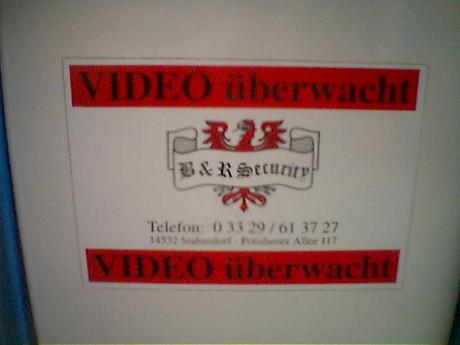 VIDEO überwacht
B & R Security
Telefon: 0 33 29 / 61 37 27
14532 Stahnsdorf - Potsdamer Allee 117
VIDEO überwacht